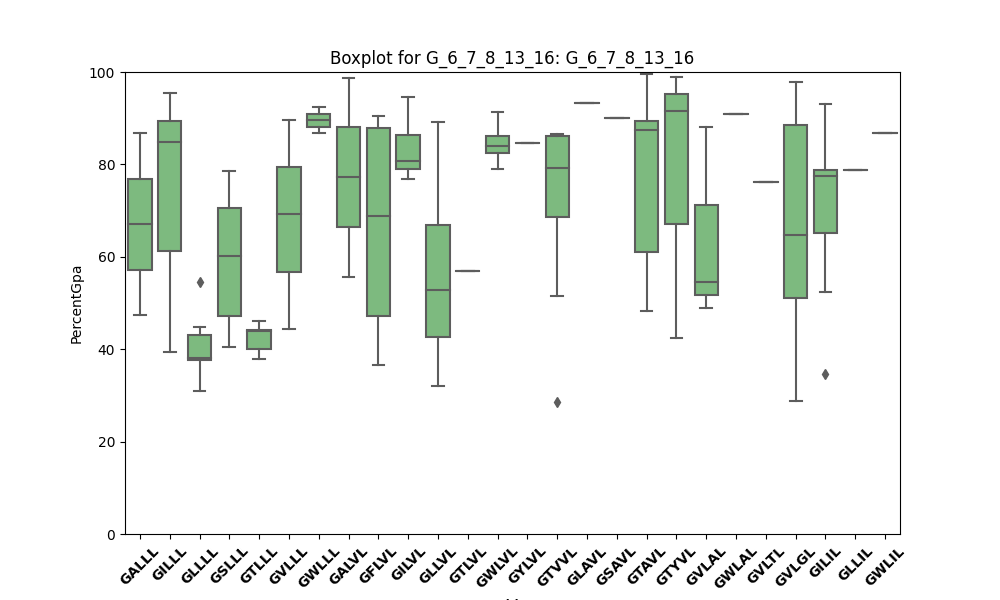 Boxplot for G_6_7_8_13_16: G_6_7_8_13_16
100
80
60
40
20
0
PercentGpa
GALLL
GILLL
GLLLL
GSLLL
GTLLL
GVLLL
GWLLL
GALVL
GFLVL
GILVL
GLLVL
GTLVL
GWLVL
GYLVL
GTVVL
GLAVL
GSAVL
GTAVL
GTYVL
GVLAL
GWLAL
GVLTL
GVLGL
GILIL
GLLIL
GWLIL